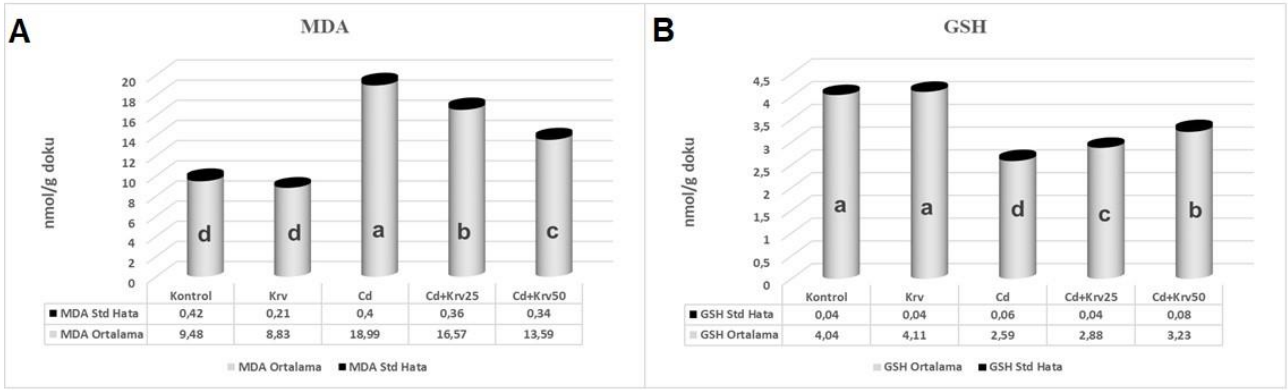 A
MDA
nmol/g doku
20
18
16
14
12
10
8
6
4
2
0
d
d
a
b
c
Kontrol Krv Cd Cd+Krv25 Cd+Krv50
MDA Std Hata 0,42 0,21 0,4 0,36 0,34
MDA Ortalama 9,48 8,83 18,99 16,57 13,59
MDA Ortalama MDA Std Hata
B
GSH
nmol/g doku
4,5
4
3,5
3
2,5
2
1,5
1
0,5
0
a
a
d
c
b
Kontrol Krv Cd Cd+Krv25 Cd+Krv50
GSH Std Hata 0,04 0,04 0,06 0,04 0,08
GSH Ortalama 4,04 4,11 2,59 2,88 3,23
GSH Ortalama GSH Std Hata